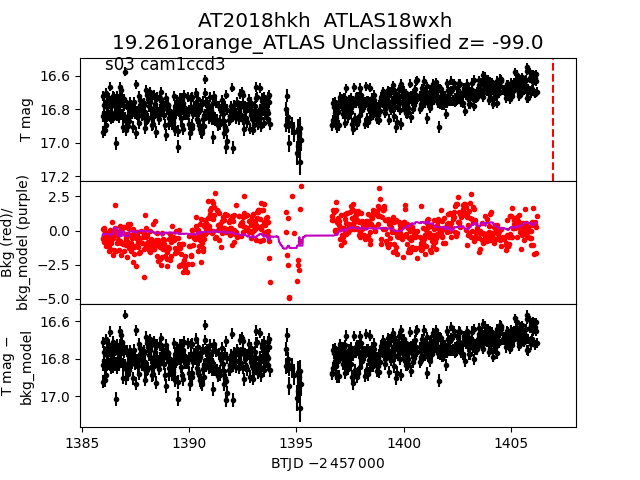 AT2018hkh  ATLAS18wxh
19.261orange_ATLAS Unclassified z= -99.0
s03 cam1ccd3
T mag
16.6
16.8
17.0
17.2
Bkg (red)/
bkg_model (purple)
2.5
0.0
−2.5
−5.0
T mag −
bkg_model
16.6
16.8
17.0
1385
1390
1395
1400
1405
BTJD −2 457 000